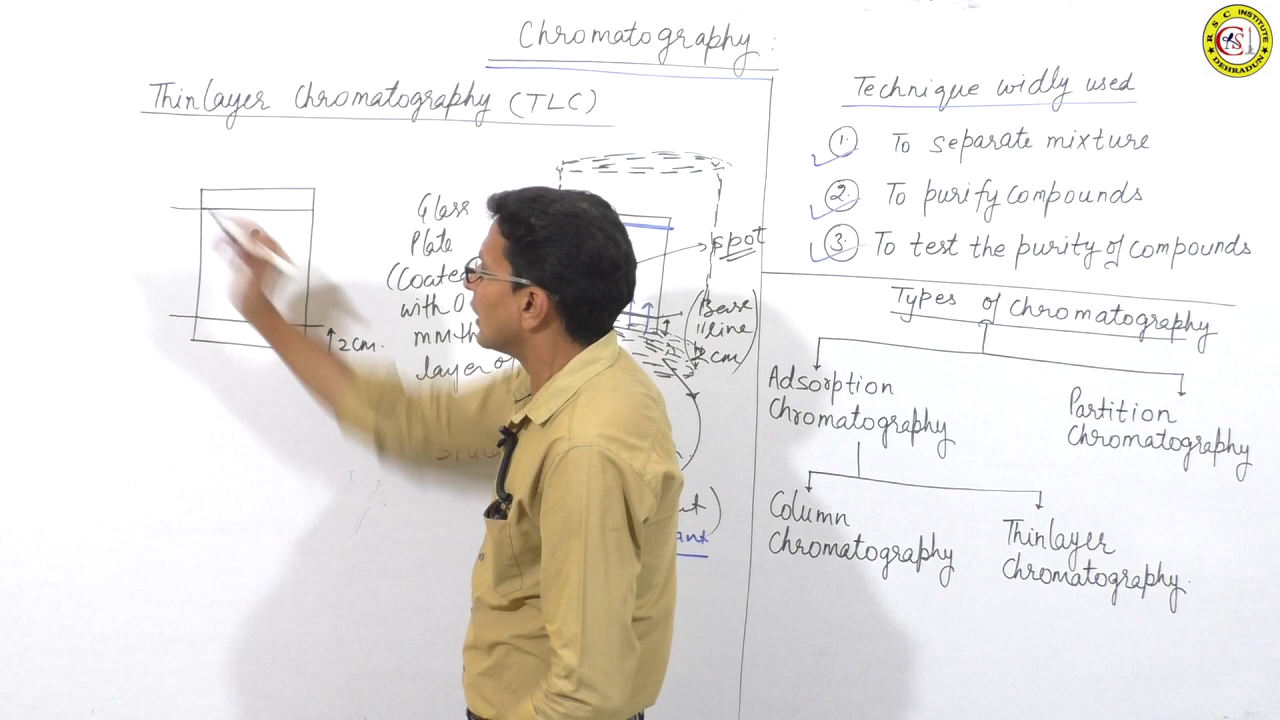 Chromatography :
Thinlayer Chromatography (TLC)
Glass
Plate
(Coate
with 0
mm th
layer of
2cm.
spot
(Base
line
2cm)
Technique widly used
1. To separate mixture
2. To purify compounds
3. To test the purity of compounds
Types of Chromatography
Adsorption
Chromatography
Partition
Chromatography
Column
Chromatography
Thinlayer
Chromatography.
RSC INSTITUTE
DEHRADUN